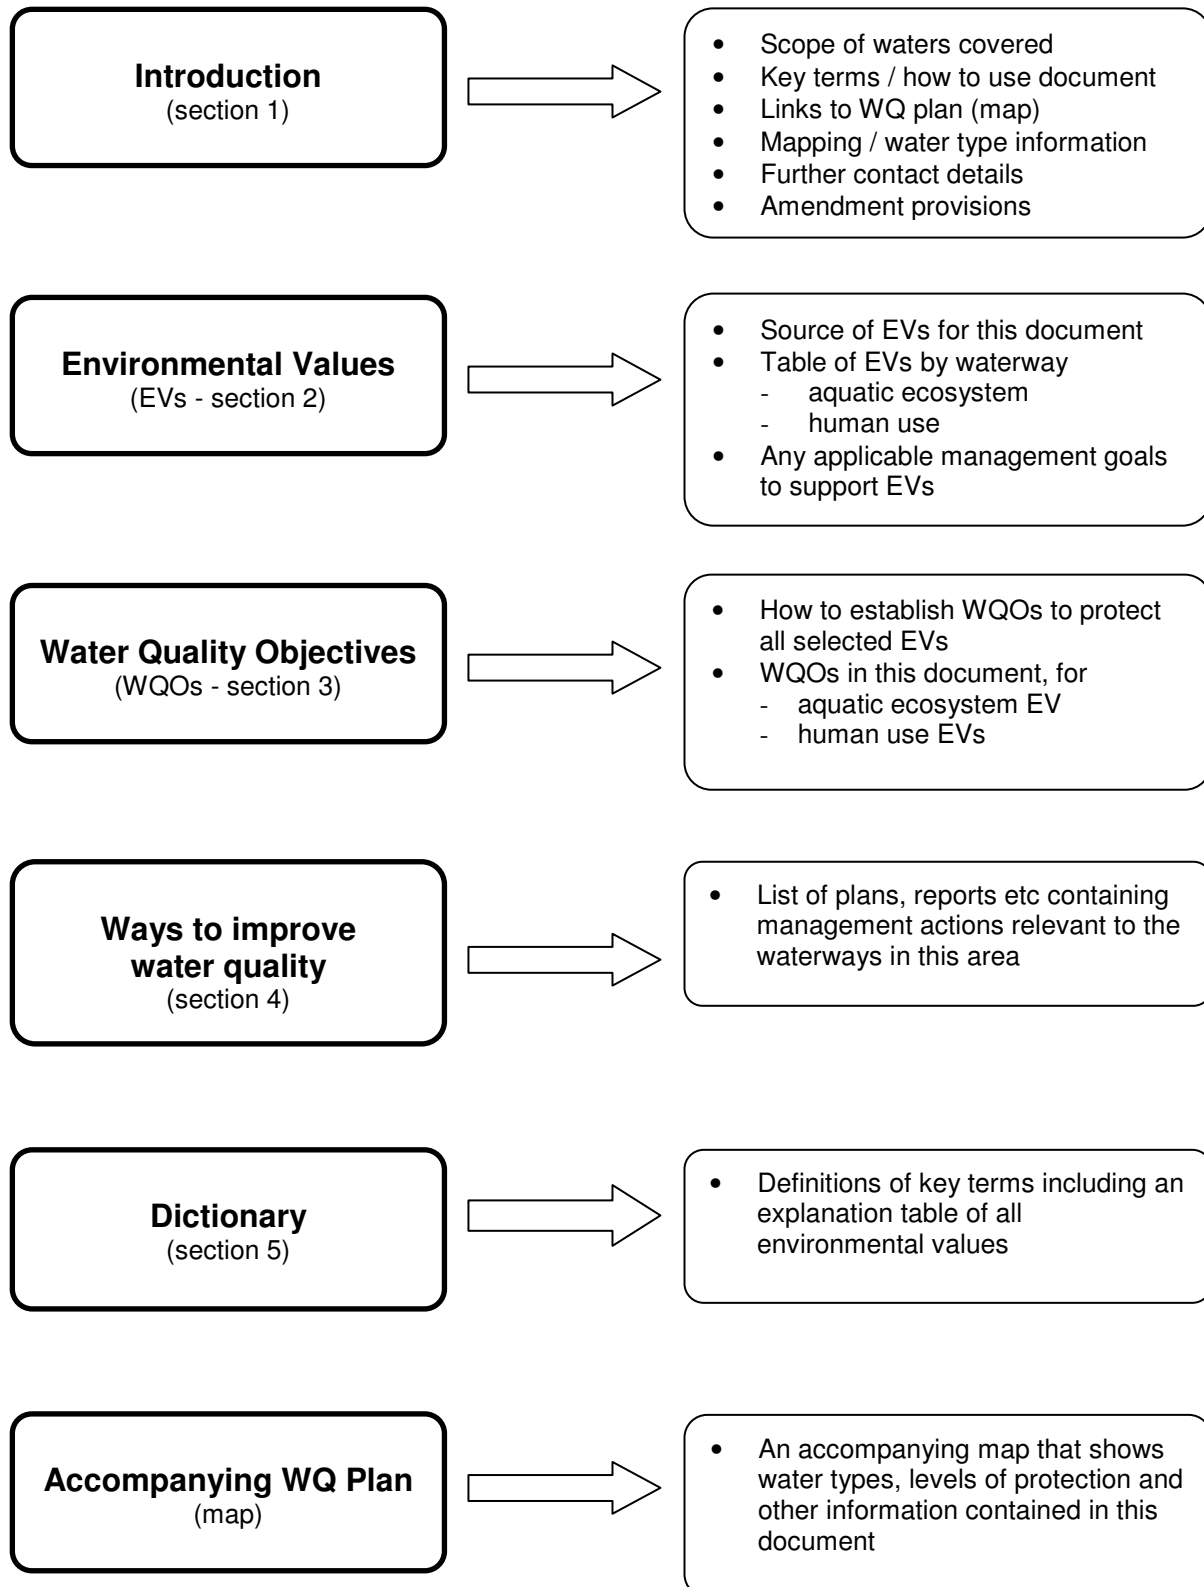 Introduction
(section 1)
• Scope of waters covered
• Key terms / how to use document
• Links to WQ plan (map)
• Mapping / water type information
• Further contact details
• Amendment provisions
Environmental Values
(EVs - section 2)
• Source of EVs for this document
• Table of EVs by waterway
- aquatic ecosystem
- human use
• Any applicable management goals
to support EVs
Water Quality Objectives
(WQOs - section 3)
• How to establish WQOs to protect
all selected EVs
• WQOs in this document, for
- aquatic ecosystem EV
- human use EVs
Ways to improve
water quality
(section 4)
• List of plans, reports etc containing
management actions relevant to the
waterways in this area
Dictionary
(section 5)
• Definitions of key terms including an
explanation table of all
environmental values
Accompanying WQ Plan
(map)
• An accompanying map that shows
water types, levels of protection and
other information contained in this
document